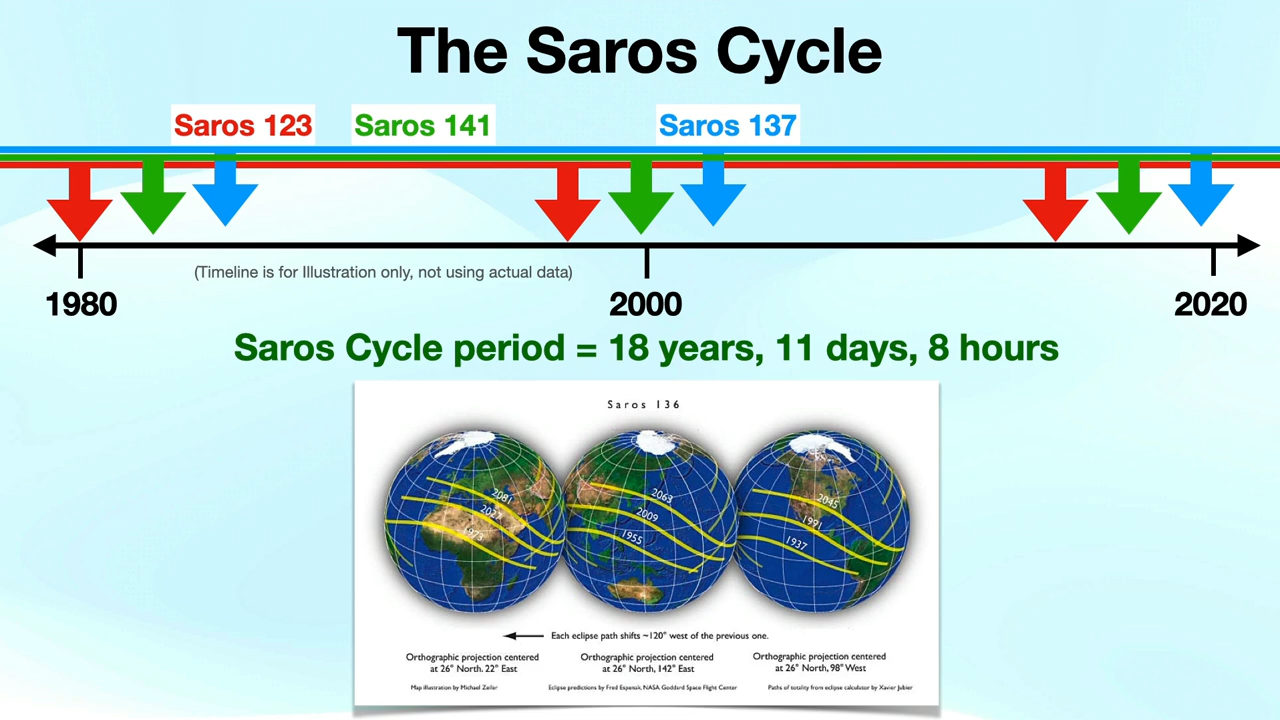 The Saros Cycle
Saros 123 Saros 141 Saros 137
(Timeline is for Illustration only, not using actual data)
1980 2000 2020
Saros Cycle period = 18 years, 11 days, 8 hours
Saros 136
2081
2027
1973
2063
2009
1955
2045
1991
1937
Each eclipse path shifts ~120° west of the previous one.
Orthographic projection centered
at 26° North. 22° East
Orthographic projection centered
at 26° North, 142° East
Orthographic projection centered
at 26° North, 98° West
Map illustration by Michael Zeiler
Eclipse predictions by Fred Espenak, NASA Goddard Space Flight Center
Paths of totality from eclipse calculator by Xavier Jubier